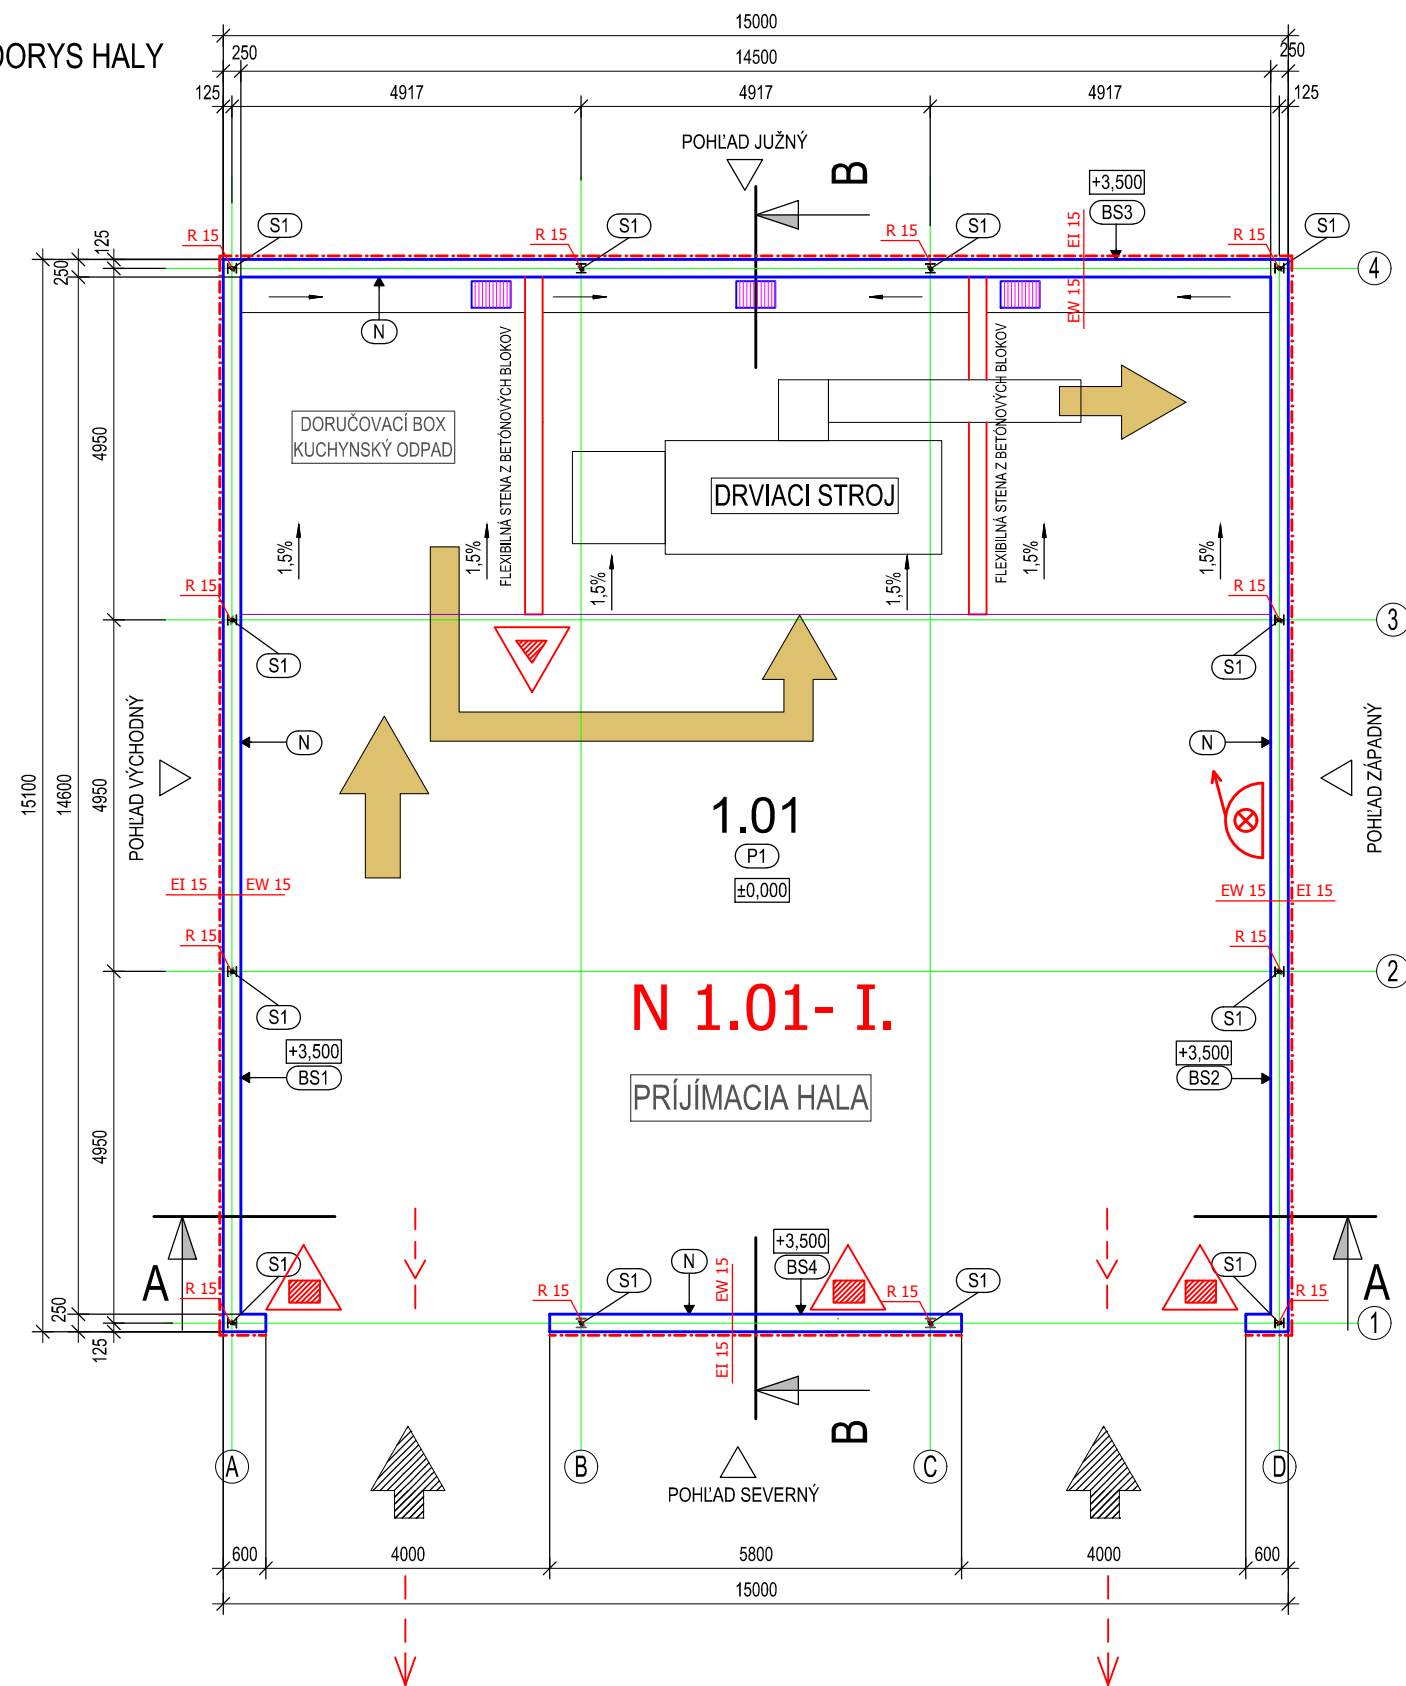 15000
DORYS HALY
250
14500
250
125
4917
4917
4917
125
POHĽAD JUŽNÝ
B
+3,500
BS3
EI 15
EW 15
R 15
S1
R 15
S1
R 15
S1
R 15
S1
4
125
250
N
FLEXIBILNÁ STENA Z BETÓNOVÝCH BLOKOV
FLEXIBILNÁ STENA Z BETÓNOVÝCH BLOKOV
DORUČOVACÍ BOX
KUCHYNSKÝ ODPAD
4950
DRVIACI STROJ
1,5%
1,5%
1,5%
1,5%
1,5%
1,5%
R 15
R 15
3
S1
S1
POHĽAD VÝCHODNÝ
N
N
POHĽAD ZÁPADNÝ
15100
14600
4950
1.01
P1
±0,000
EI 15
EW 15
EW 15
EI 15
R 15
R 15
2
S1
S1
N 1.01- I.
+3,500
BS1
+3,500
BS2
PRÍJÍMACIA HALA
4950
A
S1
R 15
250
125
N
+3,500
BS4
EW 15
EI 15
R 15
S1
R 15
S1
S1
R 15
A
1
B
A
B
C
D
POHĽAD SEVERNÝ
600
4000
5800
4000
600
15000